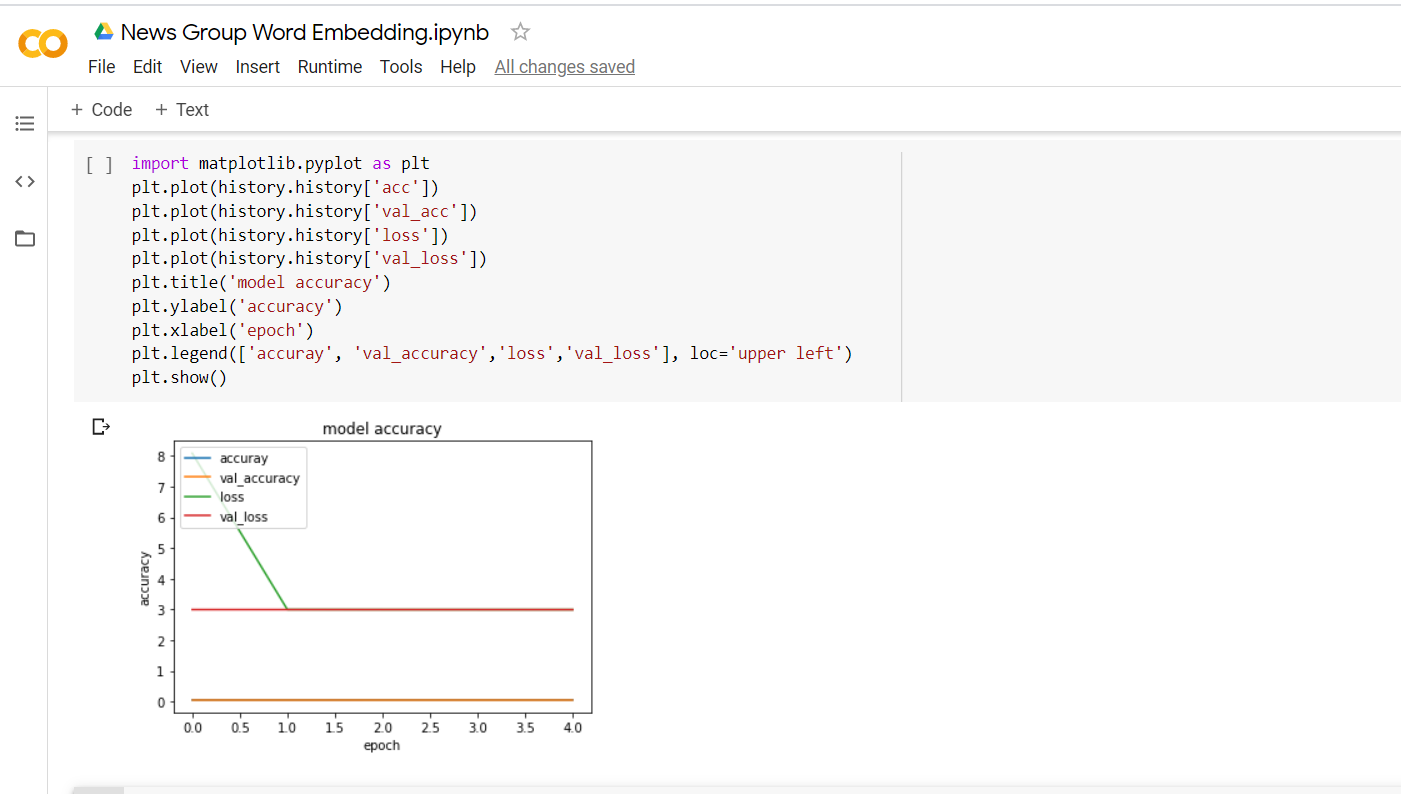 News Group Word Embedding.ipynb
File Edit View Insert Runtime Tools Help All changes saved
+ Code + Text
[ ] import matplotlib.pyplot as plt
plt.plot(history.history['acc'])
plt.plot(history.history['val_acc'])
plt.plot(history.history['loss'])
plt.plot(history.history['val_loss'])
plt.title('model accuracy')
plt.ylabel('accuracy')
plt.xlabel('epoch')
plt.legend(['accuray', 'val_accuracy','loss','val_loss'], loc='upper left')
plt.show()
model accuracy
accuray
val_accuracy
loss
val_loss
8
7
6
5
4
3
2
1
0
accuracy
0.0 0.5 1.0 1.5 2.0 2.5 3.0 3.5 4.0
epoch